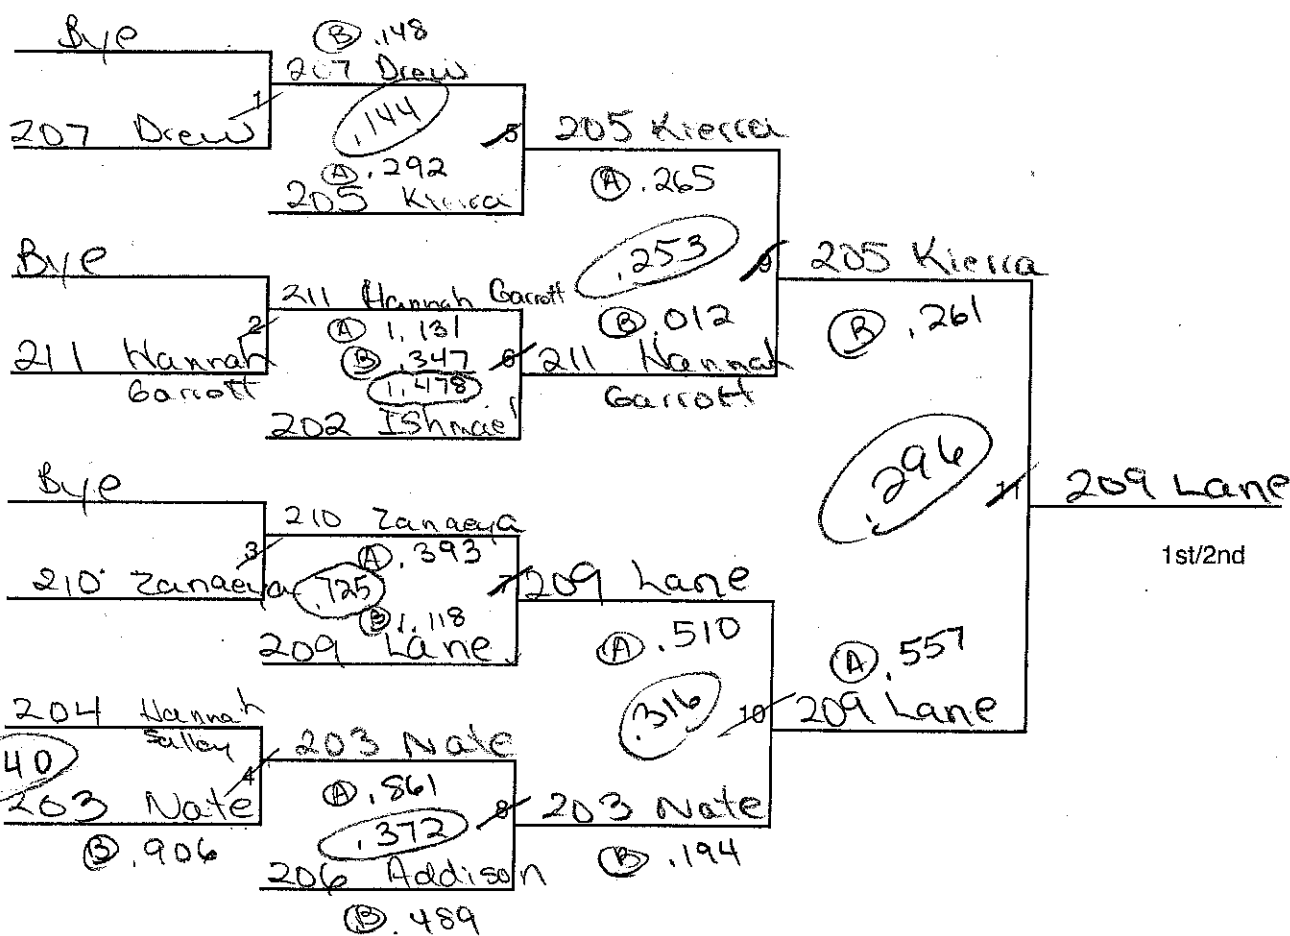 Bye
Ⓑ .148
207 Drew
1
.144
207 Drew
5
205 Kierra
Ⓐ .292
205 Kierra
Ⓐ .265
.253
9
205 Kierra
Bye
211 Hannah Garrott
2
Ⓐ 1.131
Ⓑ .347
1.478
6
Ⓑ .012
211 Hannah
Garrott
211 Hannah
Garrott
202 Ishmael
Ⓑ .261
.296
11
209 Lane
1st/2nd
Bye
210 Zanaeya
3
Ⓐ .393
.725
210 Zanaeya
Ⓑ 1.118
7
209 Lane
209 Lane
Ⓐ .510
.316
10
Ⓐ .557
209 Lane
204 Hannah
Salley
40
4
203 Nate
203 Nate
Ⓑ .906
Ⓐ .861
.372
8
203 Nate
Ⓑ .194
206 Addison
Ⓑ .489